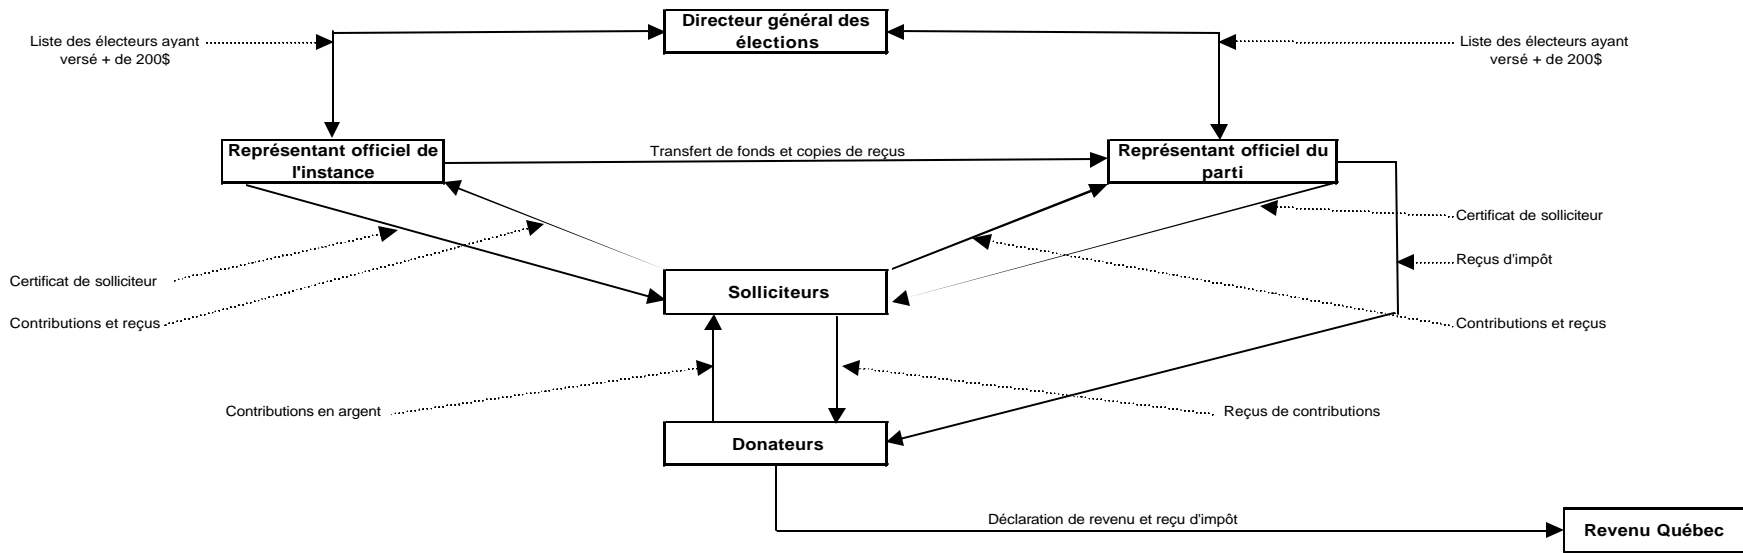 Directeur général des
élections
Liste des électeurs ayant
versé + de 200$
Liste des électeurs ayant
versé + de 200$
Représentant officiel de
l'instance
Transfert de fonds et copies de reçus
Représentant officiel du
parti
Certificat de solliciteur
Reçus d'impôt
Certificat de solliciteur
Solliciteurs
Contributions et reçus
Contributions et reçus
Contributions en argent
Reçus de contributions
Donateurs
Déclaration de revenu et reçu d'impôt
Revenu Québec